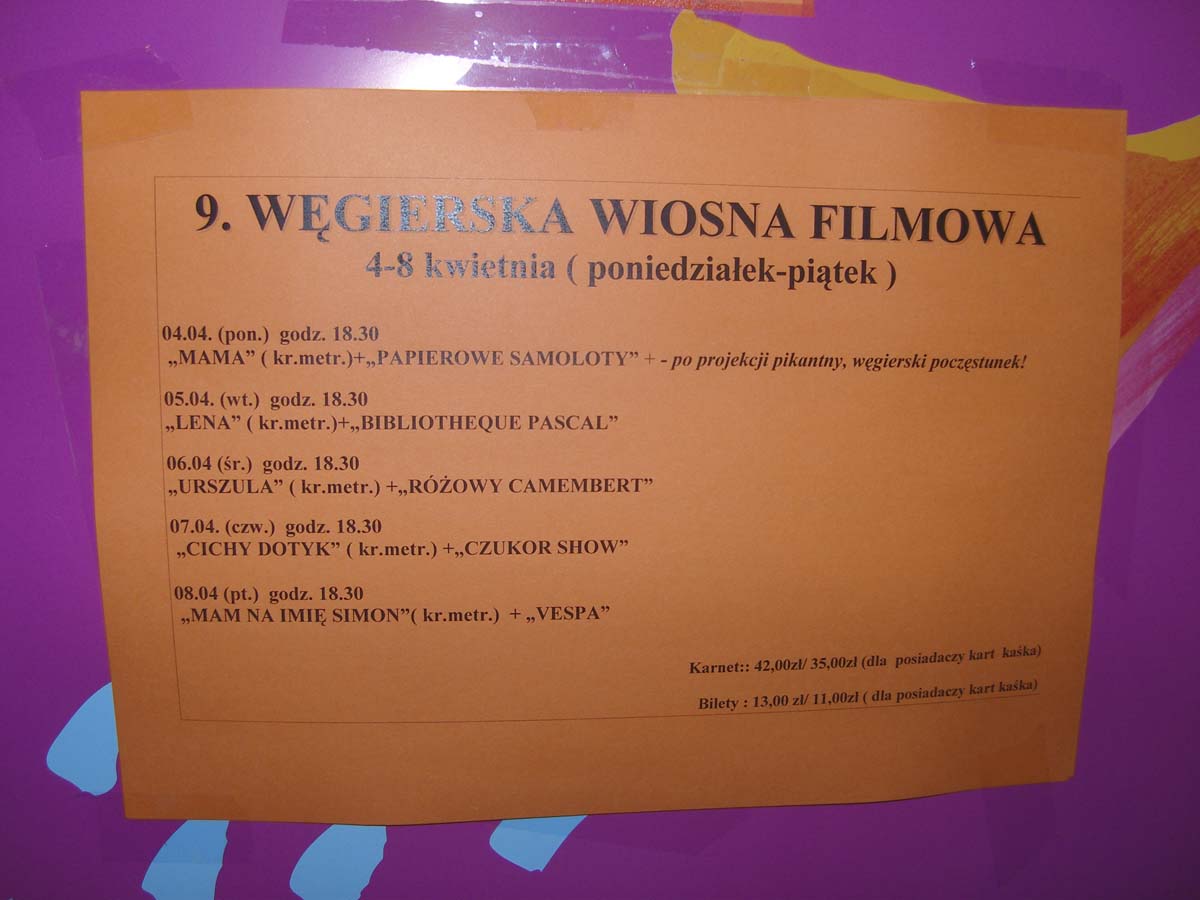 9. WĘGIERSKA WIOSNA FILMOWA
4-8 kwietnia ( poniedziałek-piątek )
04.04. (pon.) godz. 18.30
„MAMA” ( kr.metr.)+„PAPIEROWE SAMOLOTY” + - po projekcji pikantny, węgierski poczęstunek!
05.04. (wt.) godz. 18.30
„LENA” ( kr.metr.)+„BIBLIOTHEQUE PASCAL”
06.04 (śr.) godz. 18.30
„URSZULA” ( kr.metr.) +„RÓŻOWY CAMEMBERT”
07.04. (czw.) godz. 18.30
„CICHY DOTYK” ( kr.metr.) +„CZUKOR SHOW”
08.04 (pt.) godz. 18.30
„MAM NA IMIĘ SIMON”( kr.metr.) + „VESPA”
Karnet:: 42,00zł/ 35,00zł (dla posiadaczy kart kaśka)
Bilety : 13,00 zł/ 11,00zł ( dla posiadaczy kart kaśka)